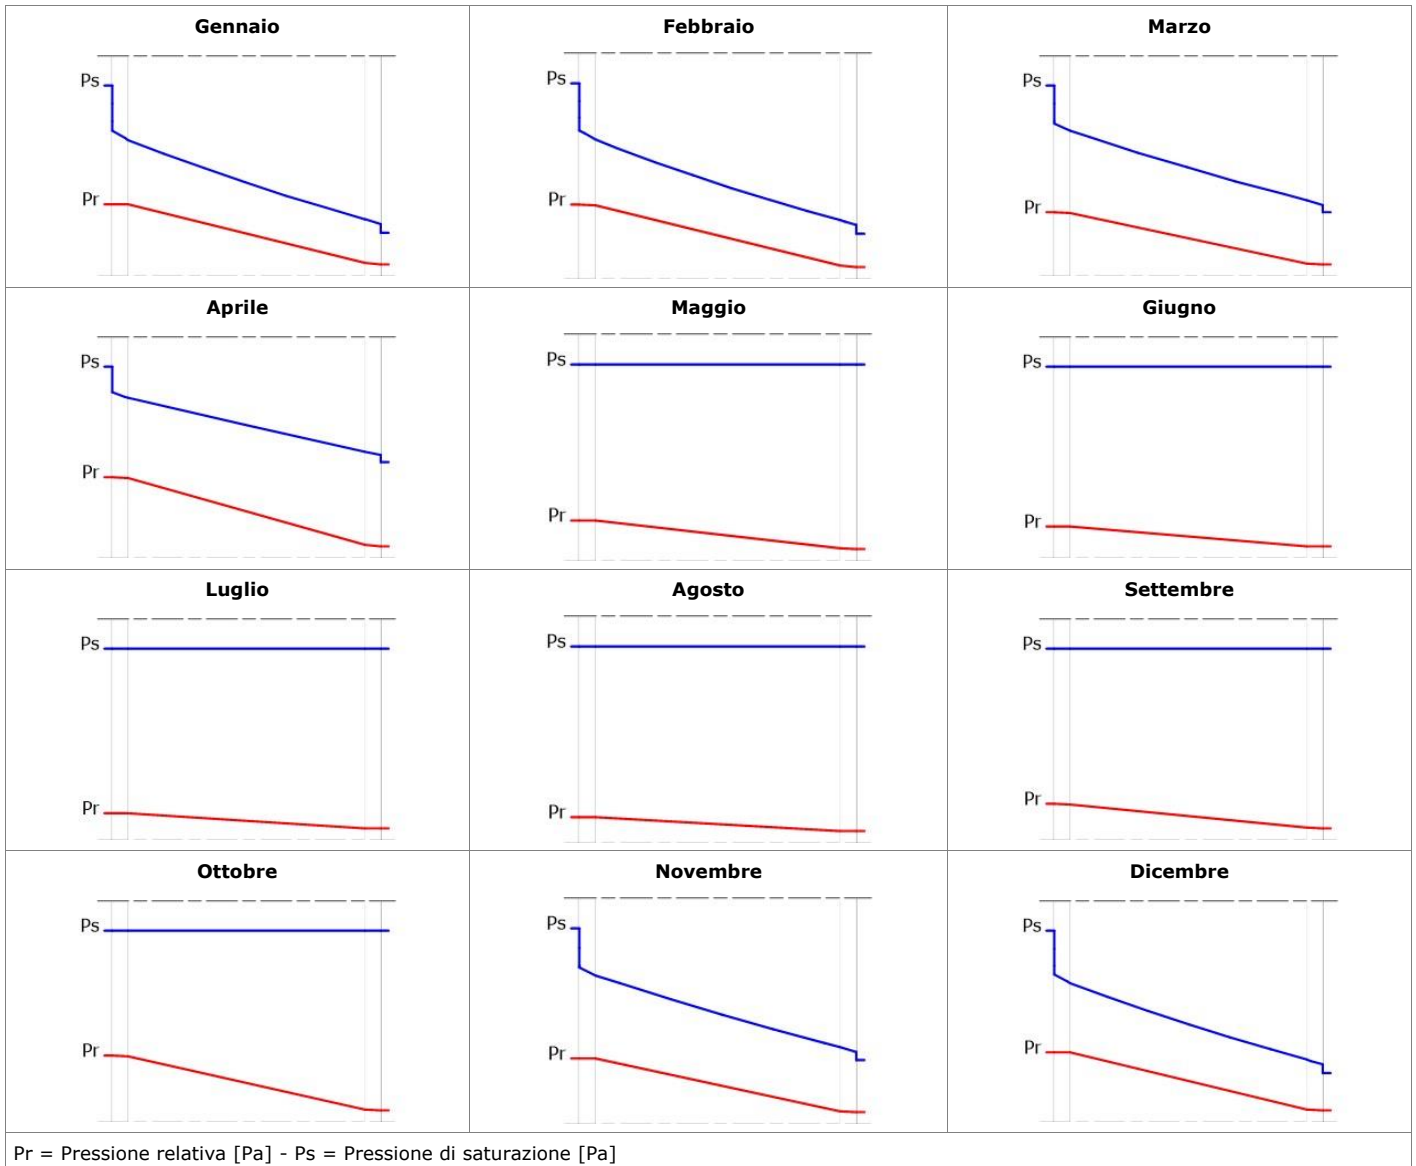 Gennaio
Febbraio
Marzo
Ps
Pr
Ps
Pr
Ps
Pr
Aprile
Maggio
Giugno
Ps
Pr
Ps
Pr
Ps
Pr
Luglio
Agosto
Settembre
Ps
Pr
Ps
Pr
Ps
Pr
Ottobre
Novembre
Dicembre
Ps
Pr
Ps
Pr
Ps
Pr
Pr = Pressione relativa [Pa] - Ps = Pressione di saturazione [Pa]